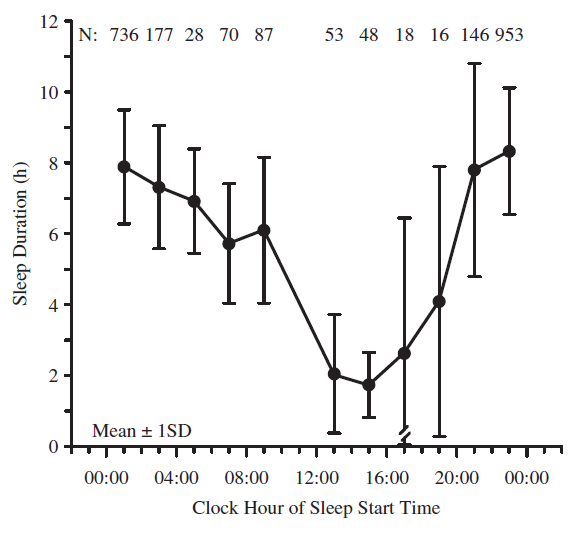 12
N: 736 177 28 70 87 53 48 18 16 146 953
10
8
6
4
2
0
Sleep Duration (h)
Mean ± 1SD
00:00 04:00 08:00 12:00 16:00 20:00 00:00
Clock Hour of Sleep Start Time